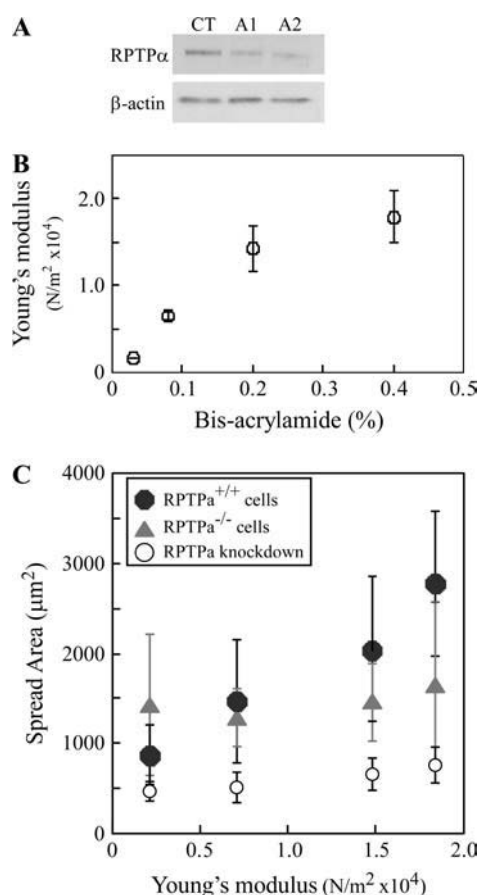 A
CT A1 A2
RPTPα
β-actin
B
Young's modulus
(N/m² x10⁴)
2.0
1.0
0
0 0.1 0.2 0.3 0.4 0.5
Bis-acrylamide (%)
C
Spread Area (µm²)
4000
3000
2000
1000
0
RPTPa+/+ cells
RPTPa-/- cells
RPTPa knockdown
0 1.0 1.5 2.0
Young's modulus (N/m² x10⁴)